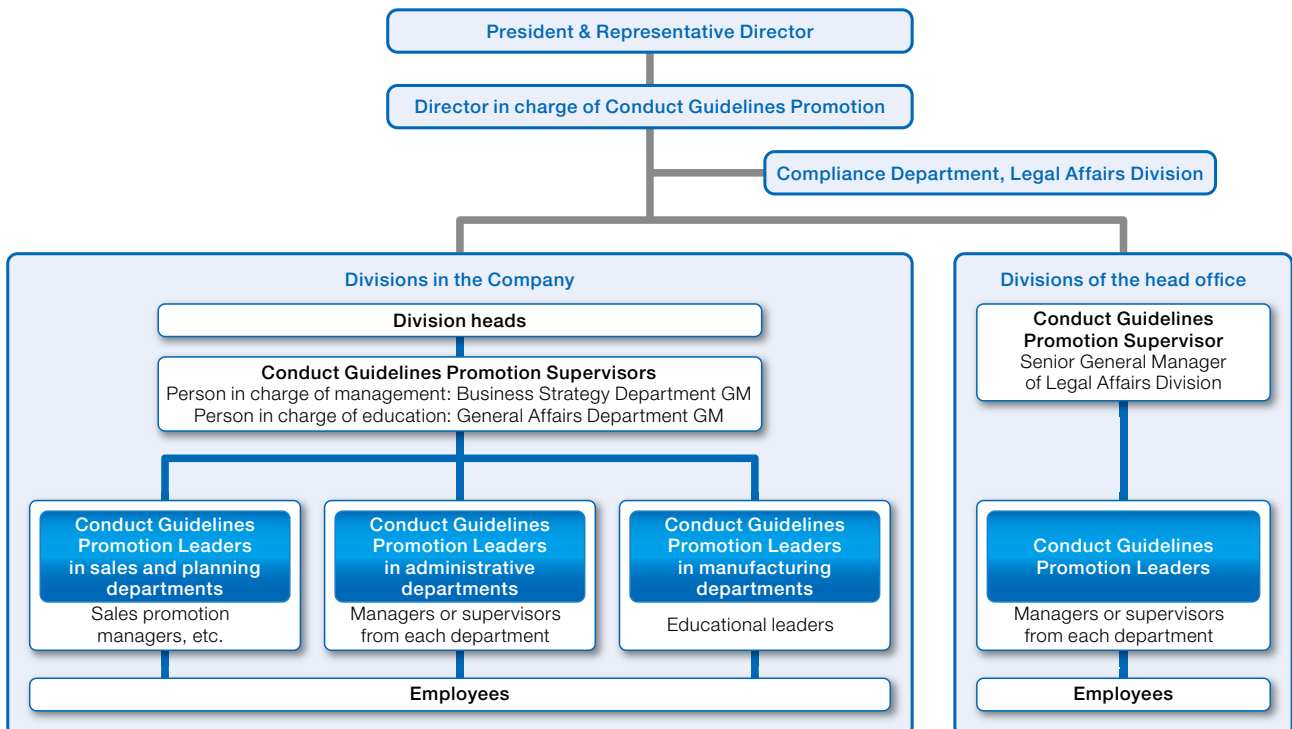 President & Representative Director
Director in charge of Conduct Guidelines Promotion
Compliance Department, Legal Affairs Division
Divisions in the Company
Division heads
Conduct Guidelines Promotion Supervisors
Person in charge of management: Business Strategy Department GM
Person in charge of education: General Affairs Department GM
Conduct Guidelines
Promotion Leaders
in sales and planning
departments
Sales promotion
managers, etc.
Conduct Guidelines
Promotion Leaders
in administrative
departments
Managers or supervisors
from each department
Conduct Guidelines
Promotion Leaders
in manufacturing
departments
Educational leaders
Employees
Divisions of the head office
Conduct Guidelines
Promotion Supervisor
Senior General Manager
of Legal Affairs Division
Conduct Guidelines
Promotion Leaders
Managers or supervisors
from each department
Employees